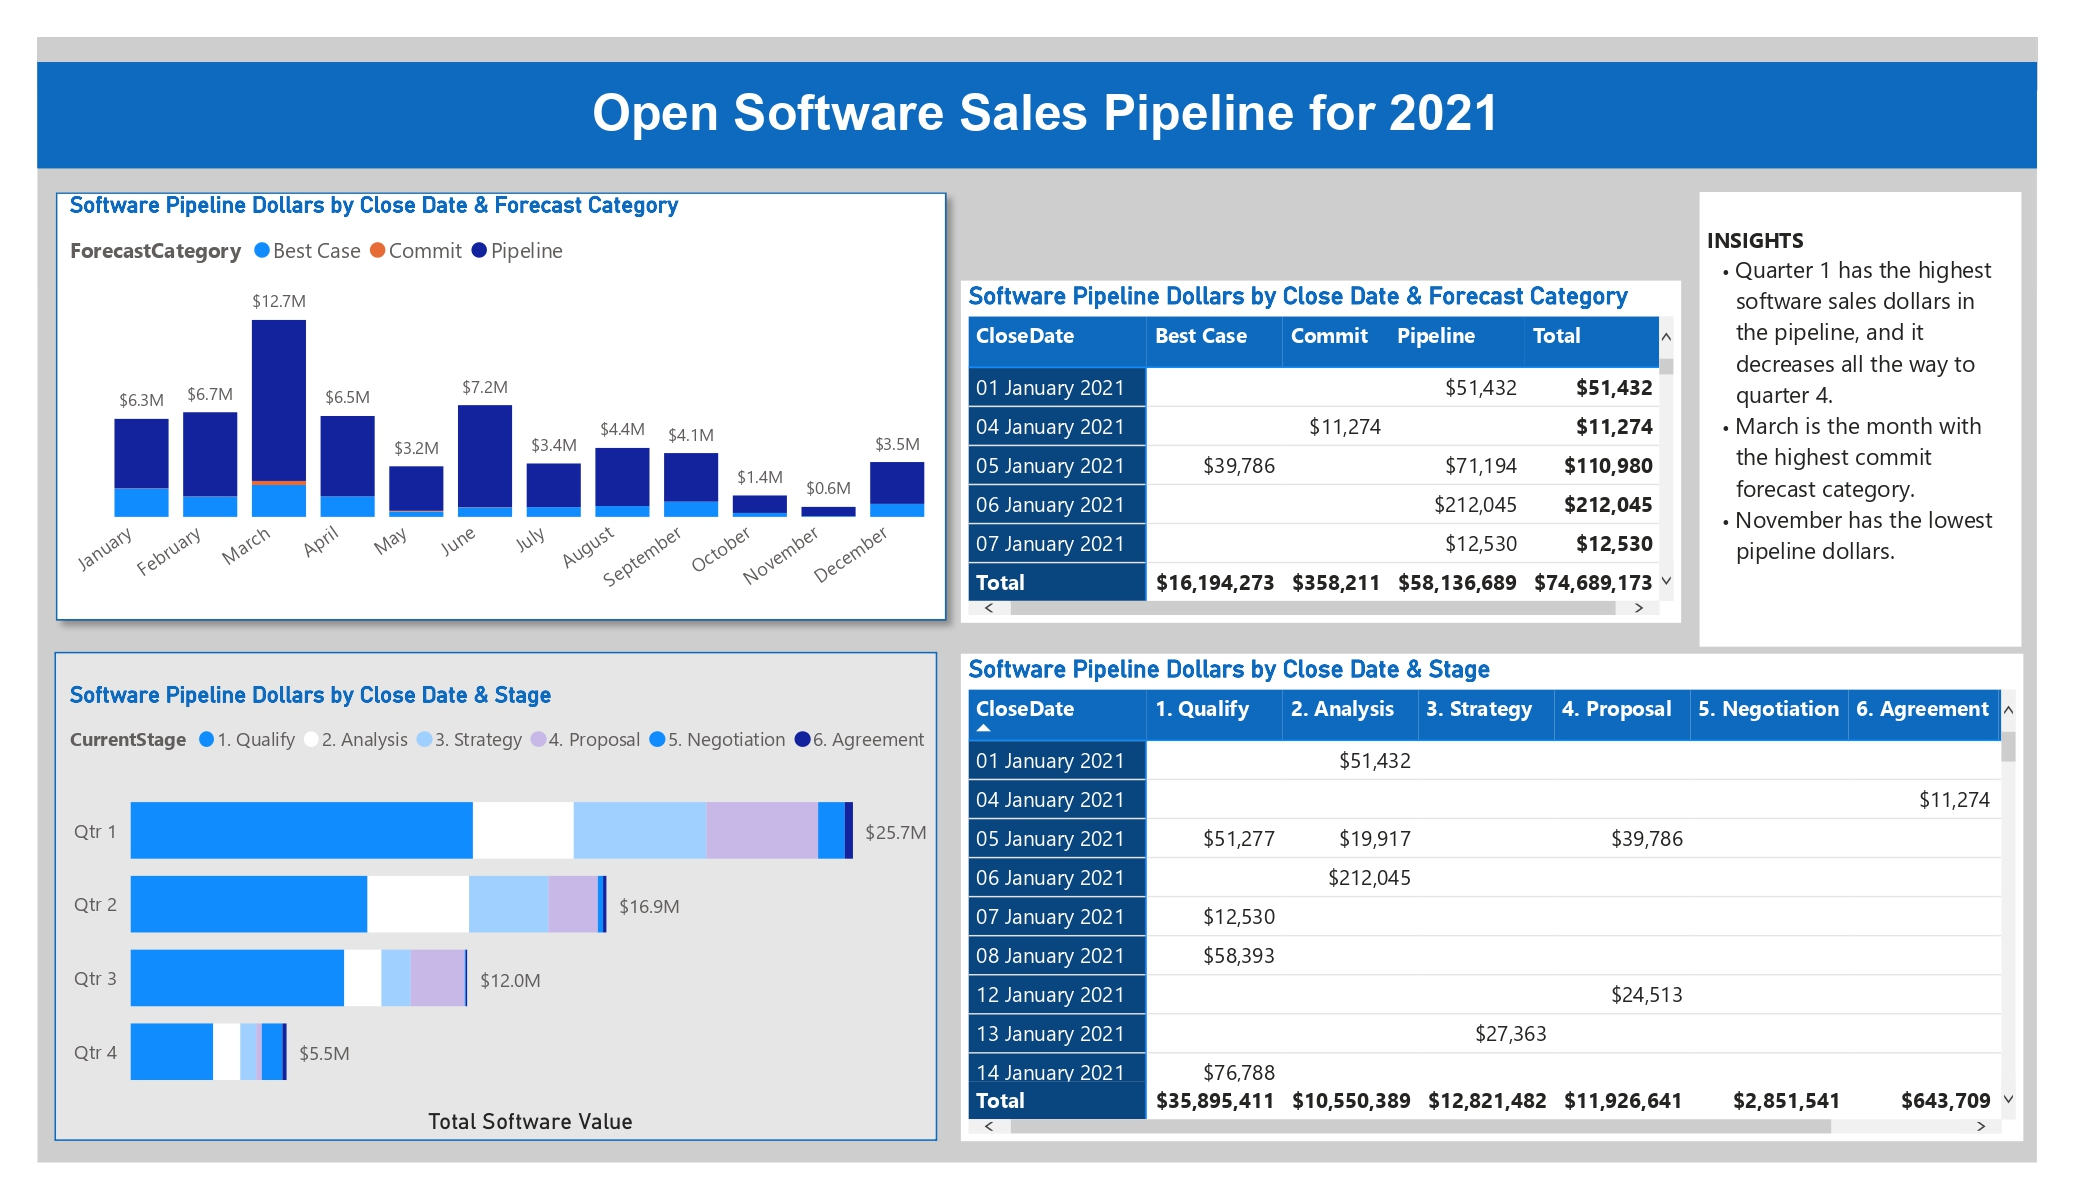 Open Software Sales Pipeline for 2021
Software Pipeline Dollars by Close Date & Forecast Category
ForecastCategory Best Case Commit Pipeline
$12.7M
$7.2M
$6.7M
$6.5M
$6.3M
$4.4M
$4.1M
$3.5M
$3.4M
$3.2M
$1.4M
$0.6M
January February March April May June July August September October November December
Software Pipeline Dollars by Close Date & Forecast Category
CloseDate Best Case Commit Pipeline Total
01 January 2021 $51,432 $51,432
04 January 2021 $11,274 $11,274
05 January 2021 $39,786 $71,194 $110,980
06 January 2021 $212,045 $212,045
07 January 2021 $12,530 $12,530
Total $16,194,273 $358,211 $58,136,689 $74,689,173
INSIGHTS
• Quarter 1 has the highest
software sales dollars in
the pipeline, and it
decreases all the way to
quarter 4.
• March is the month with
the highest commit
forecast category.
• November has the lowest
pipeline dollars.
Software Pipeline Dollars by Close Date & Stage
CurrentStage 1. Qualify 2. Analysis 3. Strategy 4. Proposal 5. Negotiation 6. Agreement
Qtr 1 $25.7M
Qtr 2 $16.9M
Qtr 3 $12.0M
Qtr 4 $5.5M
Total Software Value
Software Pipeline Dollars by Close Date & Stage
CloseDate 1. Qualify 2. Analysis 3. Strategy 4. Proposal 5. Negotiation 6. Agreement
01 January 2021 $51,432
04 January 2021 $11,274
05 January 2021 $51,277 $19,917 $39,786
06 January 2021 $212,045
07 January 2021 $12,530
08 January 2021 $58,393
12 January 2021 $24,513
13 January 2021 $27,363
14 January 2021 $76,788
Total $35,895,411 $10,550,389 $12,821,482 $11,926,641 $2,851,541 $643,709